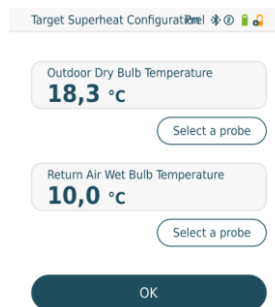 Target Superheat Configuration
Outdoor Dry Bulb Temperature
18,3 °C
Select a probe
Return Air Wet Bulb Temperature
10,0 °C
Select a probe
OK